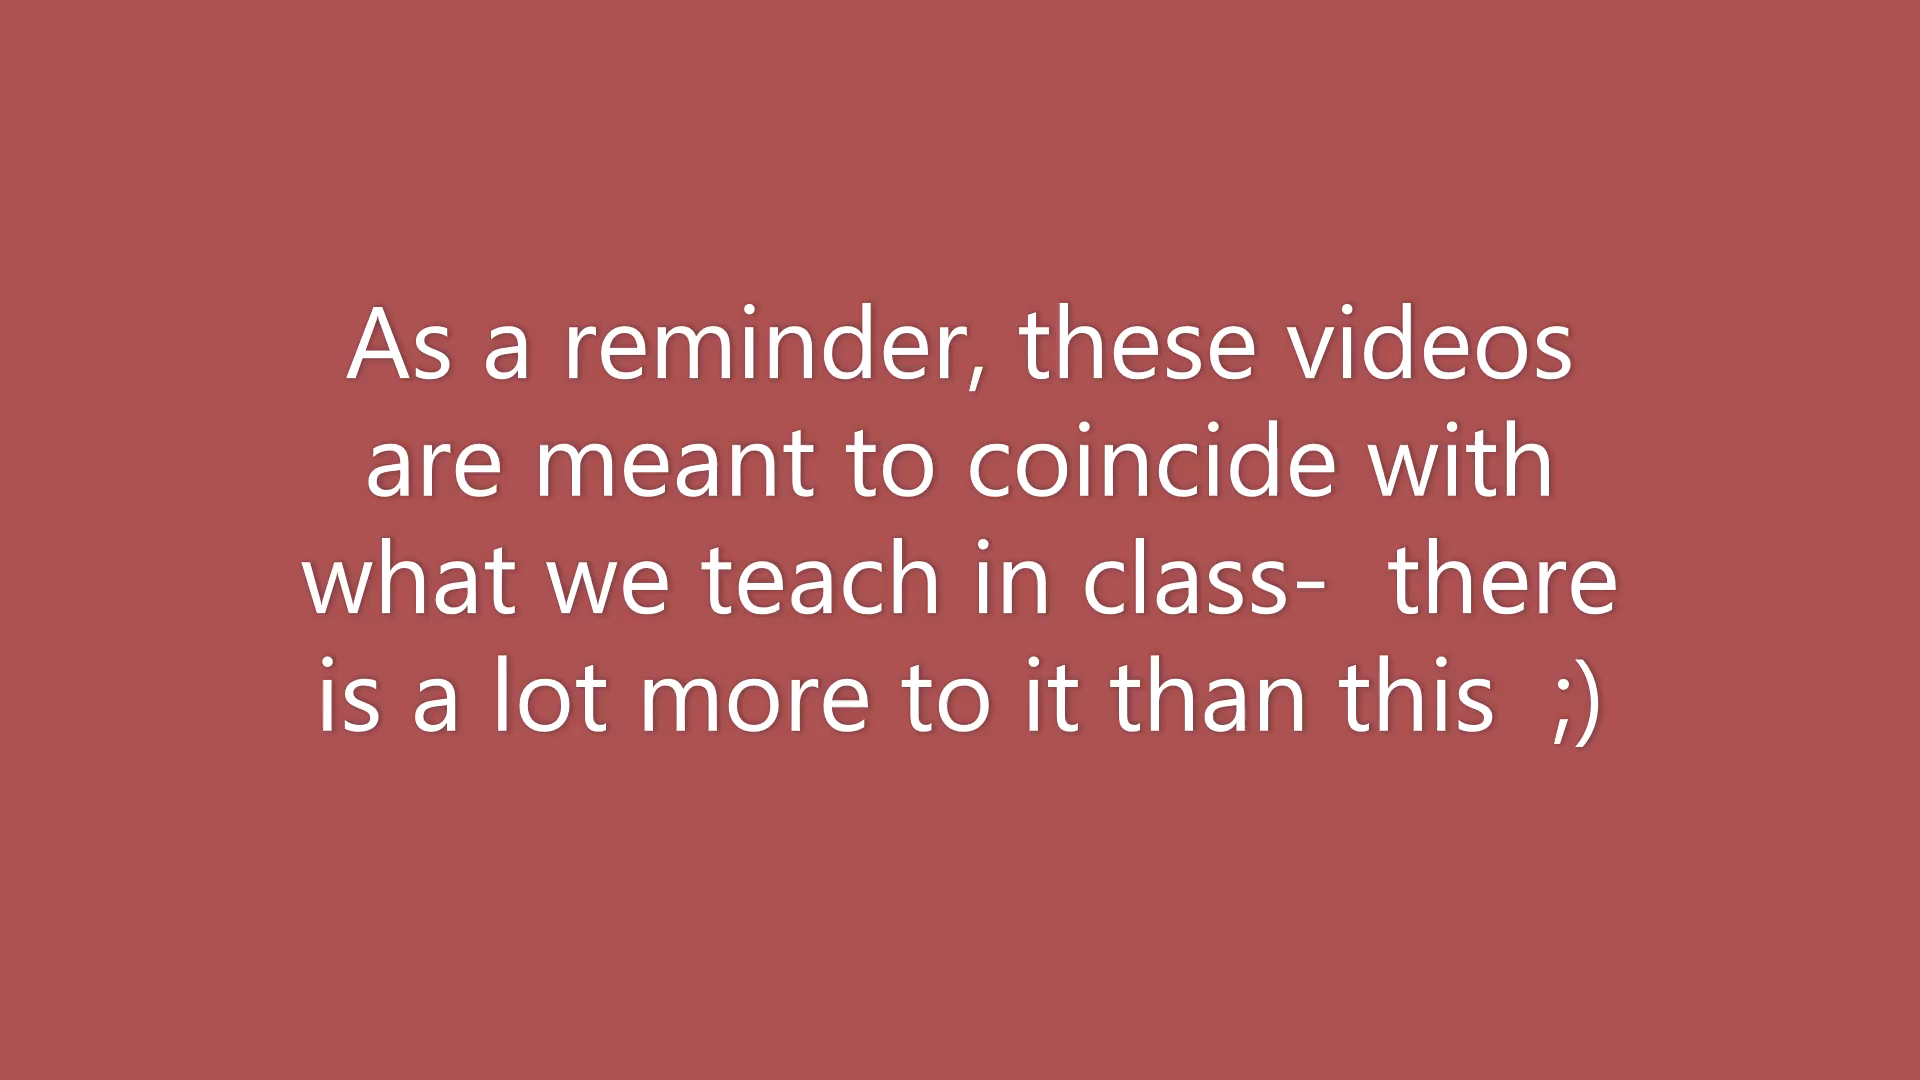 As a reminder, these videos
are meant to coincide with
what we teach in class-  there
is a lot more to it than this  ;)